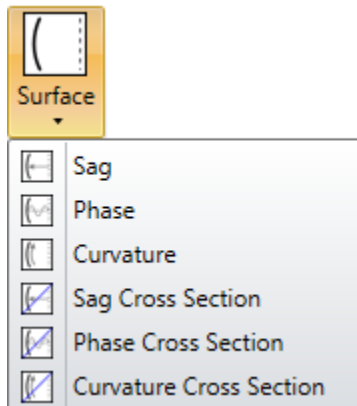 Surface
Sag
Phase
Curvature
Sag Cross Section
Phase Cross Section
Curvature Cross Section